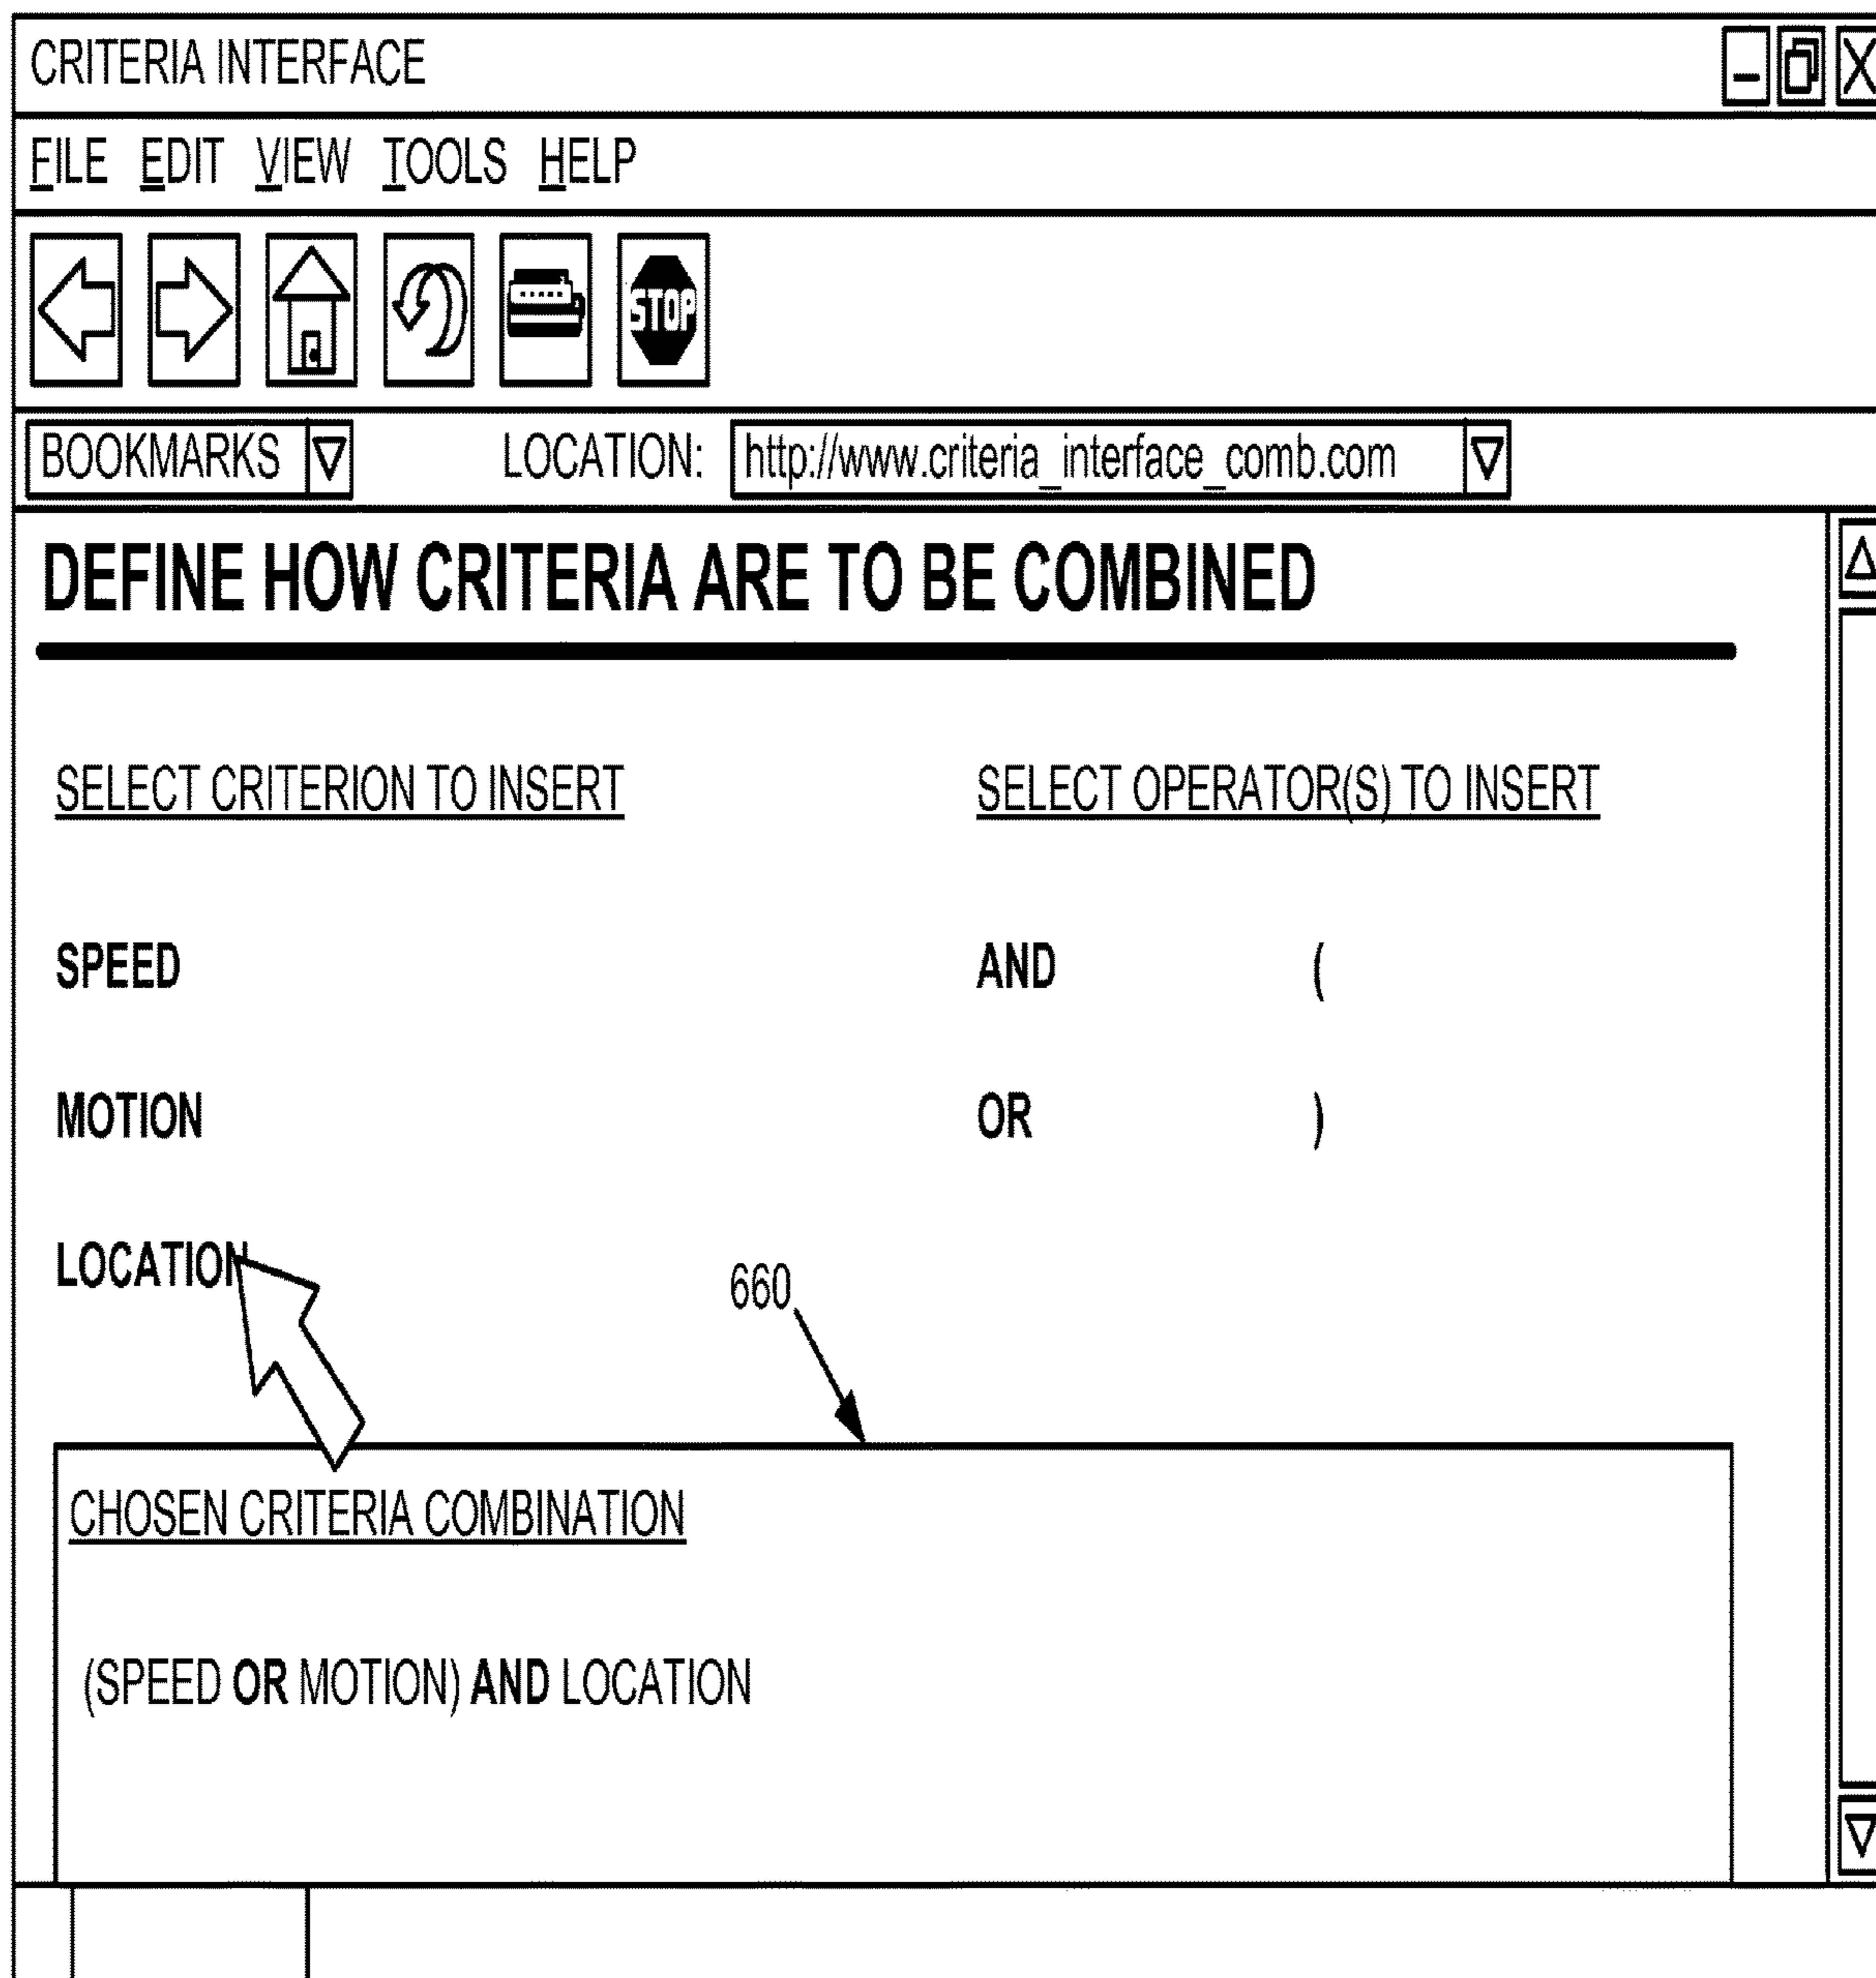 CRITERIA INTERFACE
FILE EDIT VIEW TOOLS HELP
STOP
BOOKMARKS LOCATION: http://www.criteria_interface_comb.com
DEFINE HOW CRITERIA ARE TO BE COMBINED
SELECT CRITERION TO INSERT SELECT OPERATOR(S) TO INSERT
SPEED AND (
MOTION OR )
LOCATION
660
CHOSEN CRITERIA COMBINATION
(SPEED OR MOTION) AND LOCATION